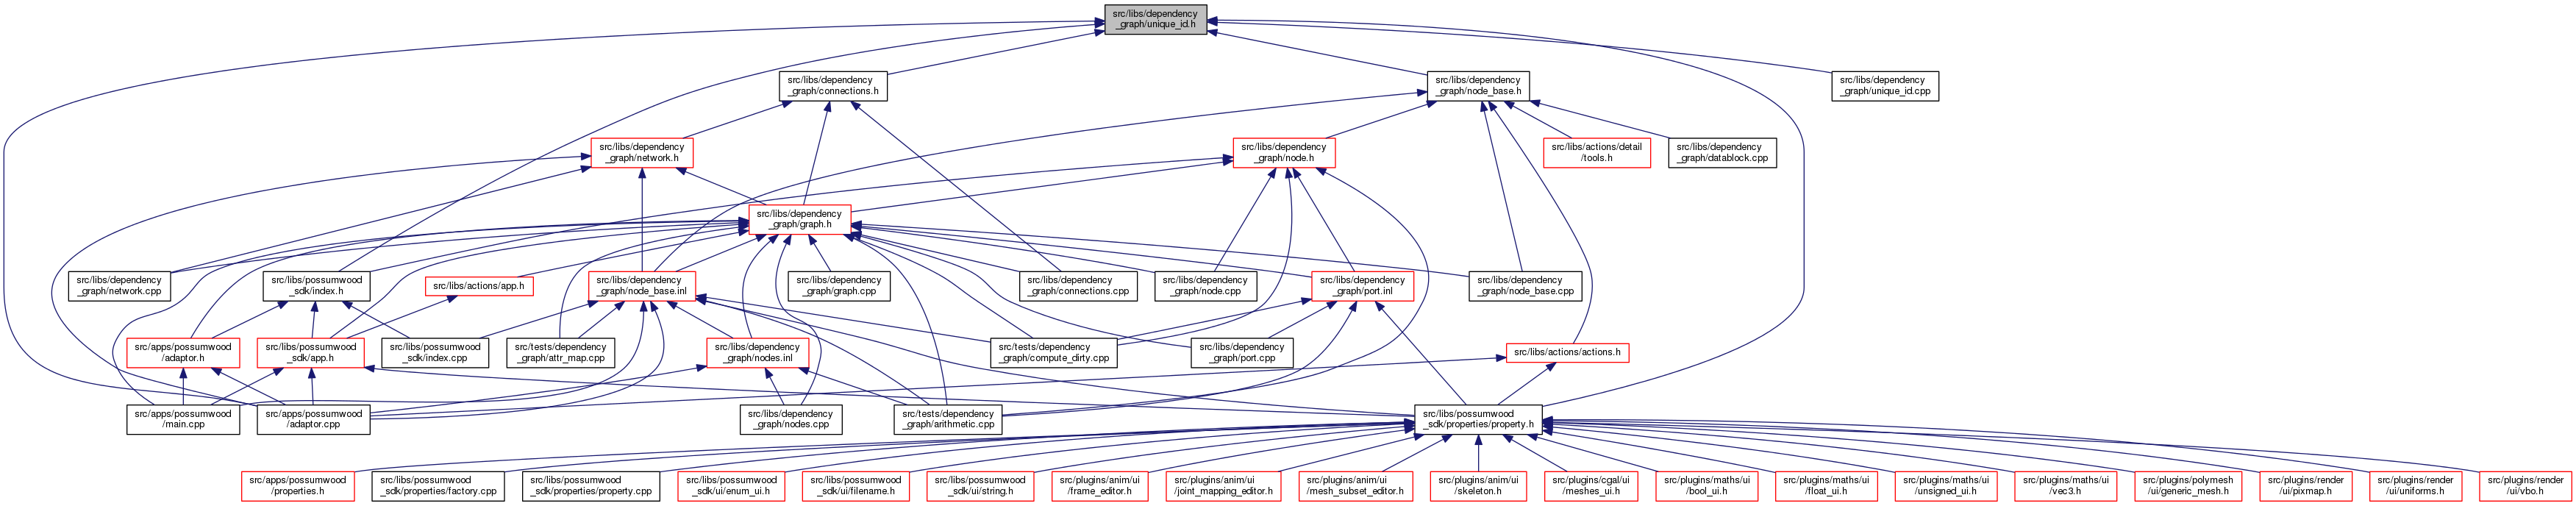 src/libs/dependency
_graph/unique_id.h
src/libs/dependency
_graph/connections.h
src/libs/dependency
_graph/node_base.h
src/libs/dependency
_graph/unique_id.cpp
src/libs/dependency
_graph/network.h
src/libs/dependency
_graph/node.h
src/libs/actions/detail
/tools.h
src/libs/dependency
_graph/datablock.cpp
src/libs/dependency
_graph/graph.h
src/libs/dependency
_graph/network.cpp
src/libs/possumwood
_sdk/index.h
src/libs/actions/app.h
src/libs/dependency
_graph/node_base.inl
src/libs/dependency
_graph/graph.cpp
src/libs/dependency
_graph/connections.cpp
src/libs/dependency
_graph/node.cpp
src/libs/dependency
_graph/port.inl
src/libs/dependency
_graph/node_base.cpp
src/apps/possumwood
/adaptor.h
src/libs/possumwood
_sdk/app.h
src/libs/possumwood
_sdk/index.cpp
src/tests/dependency
_graph/attr_map.cpp
src/libs/dependency
_graph/nodes.inl
src/tests/dependency
_graph/compute_dirty.cpp
src/libs/dependency
_graph/port.cpp
src/libs/actions/actions.h
src/apps/possumwood
/main.cpp
src/apps/possumwood
/adaptor.cpp
src/libs/dependency
_graph/nodes.cpp
src/tests/dependency
_graph/arithmetic.cpp
src/libs/possumwood
_sdk/properties/property.h
src/apps/possumwood
/properties.h
src/libs/possumwood
_sdk/properties/factory.cpp
src/libs/possumwood
_sdk/properties/property.cpp
src/libs/possumwood
_sdk/ui/enum_ui.h
src/libs/possumwood
_sdk/ui/filename.h
src/libs/possumwood
_sdk/ui/string.h
src/plugins/anim/ui
/frame_editor.h
src/plugins/anim/ui
/joint_mapping_editor.h
src/plugins/anim/ui
/mesh_subset_editor.h
src/plugins/anim/ui
/skeleton.h
src/plugins/cgal/ui
/meshes_ui.h
src/plugins/maths/ui
/bool_ui.h
src/plugins/maths/ui
/float_ui.h
src/plugins/maths/ui
/unsigned_ui.h
src/plugins/maths/ui
/vec3.h
src/plugins/polymesh
/ui/generic_mesh.h
src/plugins/render
/ui/pixmap.h
src/plugins/render
/ui/uniforms.h
src/plugins/render
/ui/vbo.h